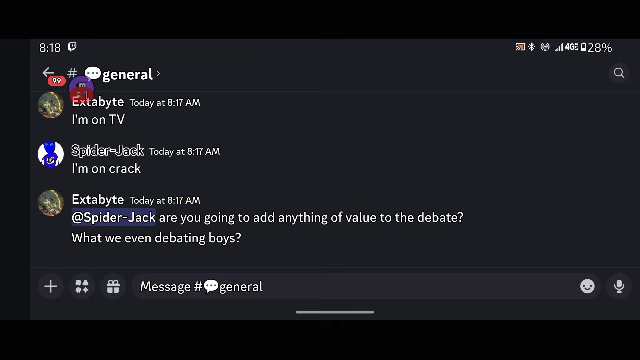 8:18 4GE 28%
99 # general ›
Extabyte Today at 8:17 AM
I'm on TV
Spider-Jack Today at 8:17 AM
I'm on crack
Extabyte Today at 8:17 AM
@Spider-Jack are you going to add anything of value to the debate?
What we even debating boys?
Message #💬general